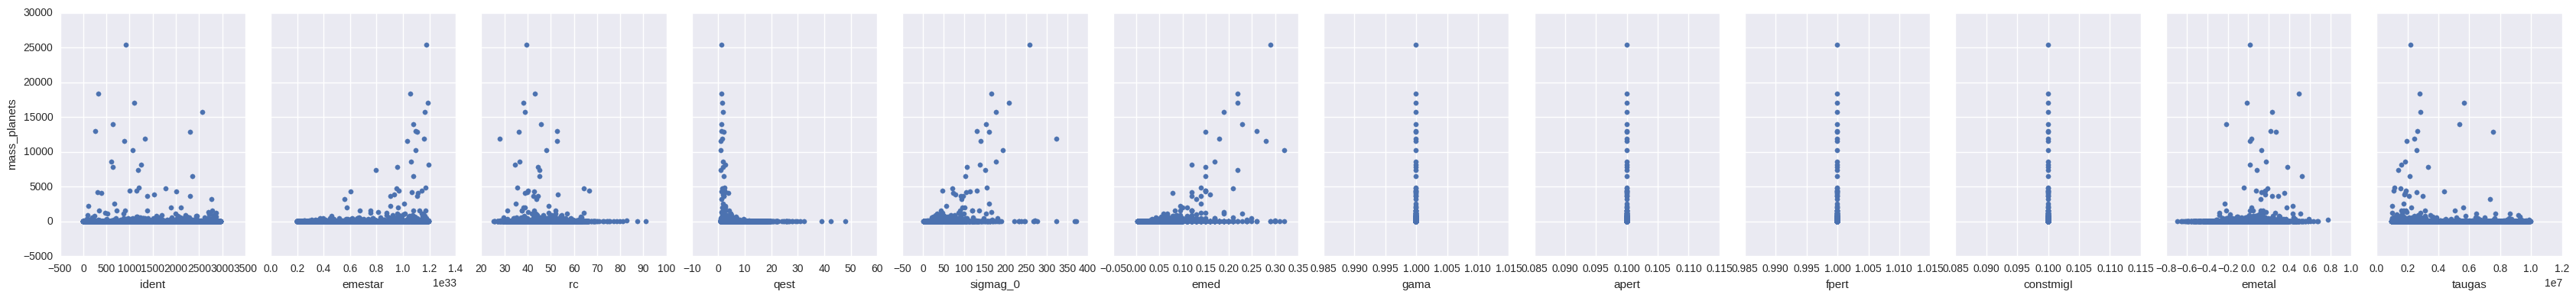 30000
25000
20000
15000
10000
5000
0
−5000
mass_planets
−500 0 500 1000 1500 2000 2500 3000 3500
ident
0.0 0.2 0.4 0.6 0.8 1.0 1.2 1.4
1e33
emestar
20 30 40 50 60 70 80 90 100
rc
−10 0 10 20 30 40 50 60
qest
−50 0 50 100 150 200 250 300 350 400
sigmag_0
−0.05 0.00 0.05 0.10 0.15 0.20 0.25 0.30 0.35
emed
0.985 0.990 0.995 1.000 1.005 1.010 1.015
gama
0.085 0.090 0.095 0.100 0.105 0.110 0.115
apert
0.985 0.990 0.995 1.000 1.005 1.010 1.015
fpert
0.085 0.090 0.095 0.100 0.105 0.110 0.115
constmigl
−0.8 −0.6 −0.4 −0.2 0.0 0.2 0.4 0.6 0.8 1.0
emetal
0.0 0.2 0.4 0.6 0.8 1.0 1.2
1e7
taugas